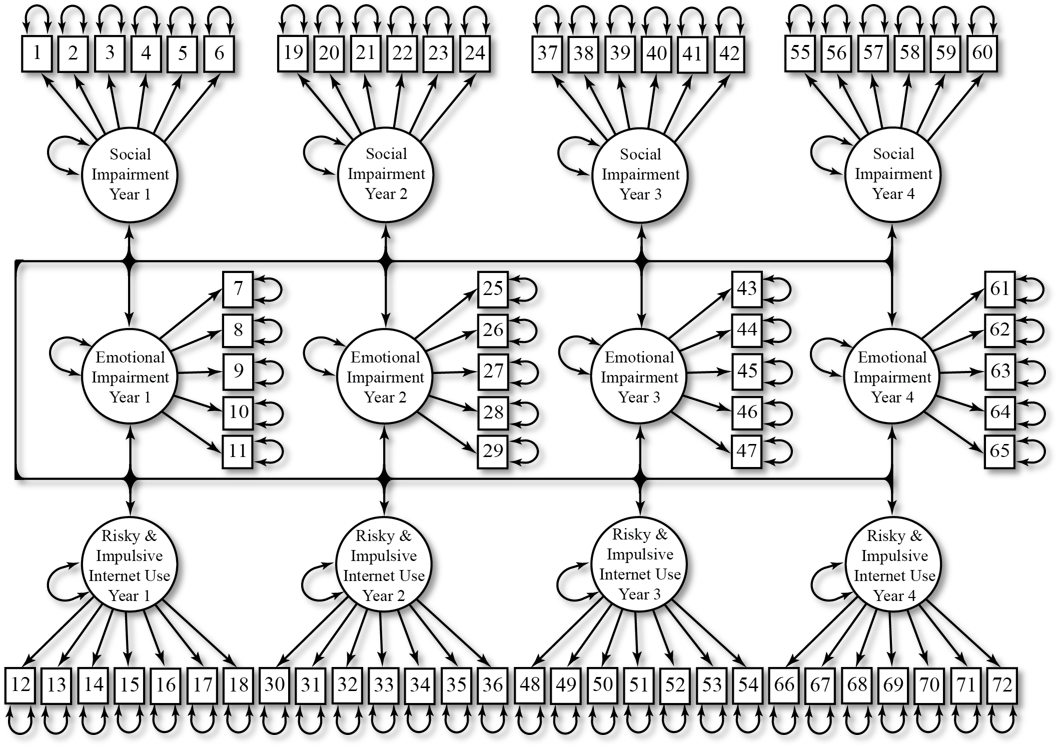 1 2 3 4 5 6 19 20 21 22 23 24 37 38 39 40 41 42 55 56 57 58 59 60
Social
Impairment
Year 1
Social
Impairment
Year 2
Social
Impairment
Year 3
Social
Impairment
Year 4
Emotional
Impairment
Year 1
7
8
9
10
11
Emotional
Impairment
Year 2
25
26
27
28
29
Emotional
Impairment
Year 3
43
44
45
46
47
Emotional
Impairment
Year 4
61
62
63
64
65
Risky &
Impulsive
Internet Use
Year 1
Risky &
Impulsive
Internet Use
Year 2
Risky &
Impulsive
Internet Use
Year 3
Risky &
Impulsive
Internet Use
Year 4
12 13 14 15 16 17 18 30 31 32 33 34 35 36 48 49 50 51 52 53 54 66 67 68 69 70 71 72